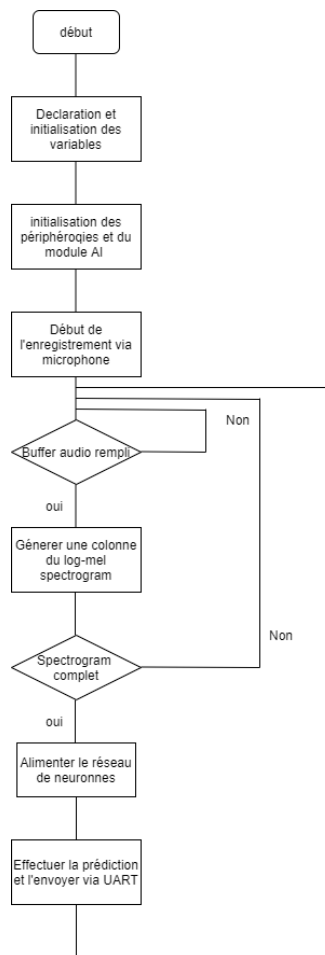 début
Declaration et
initialisation des
variables
initialisation des
périphéroqies et du
module AI
Début de
l'enregistrement via
microphone
Non
Buffer audio rempli
oui
Génerer une colonne
du log-mel
spectrogram
Non
Spectrogram
complet
oui
Alimenter le réseau
de neuronnes
Effectuer la prédiction
et l'envoyer via UART